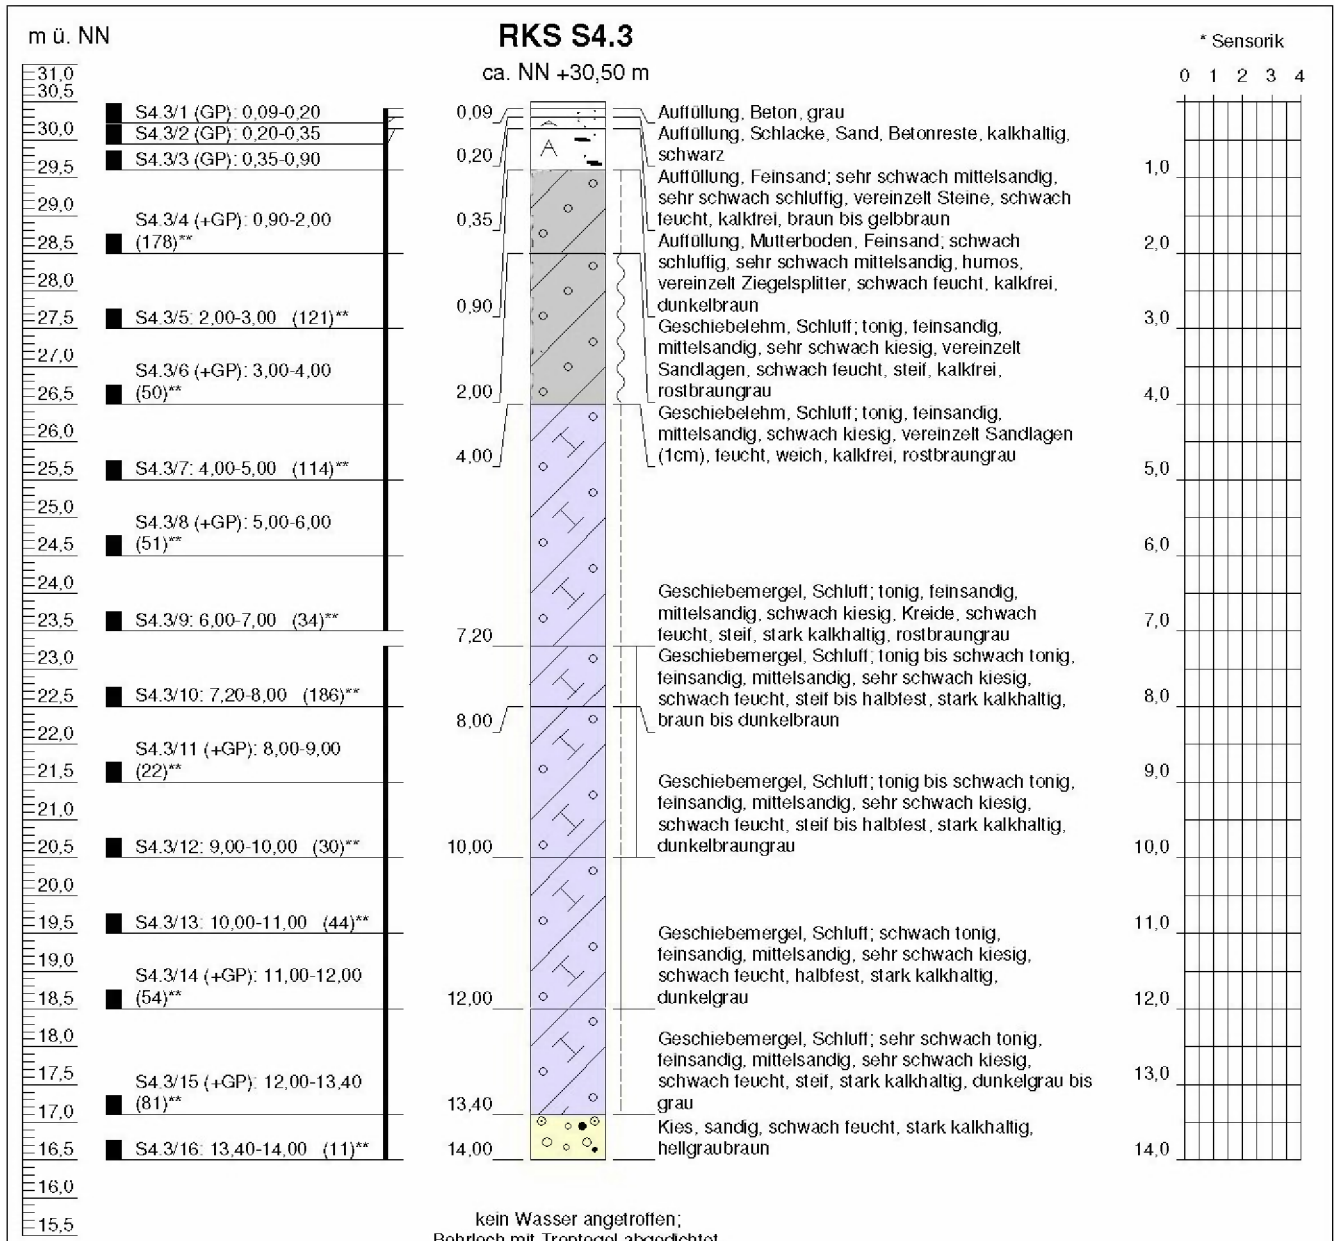 m ü. NN
RKS S4.3
ca. NN +30,50 m
* Sensorik
0 1 2 3 4
31,0
30,5
30,0
29,5
29,0
28,5
28,0
27,5
27,0
26,5
26,0
25,5
25,0
24,5
24,0
23,5
23,0
22,5
22,0
21,5
21,0
20,5
20,0
19,5
19,0
18,5
18,0
17,5
17,0
16,5
16,0
15,5
S4.3/1 (GP): 0,09-0,20
S4.3/2 (GP): 0,20-0,35
S4.3/3 (GP): 0,35-0,90
S4.3/4 (+GP): 0,90-2,00
(178)**
S4.3/5: 2,00-3,00 (121)**
S4.3/6 (+GP): 3,00-4,00
(50)**
S4.3/7: 4,00-5,00 (114)**
S4.3/8 (+GP): 5,00-6,00
(51)**
S4.3/9: 6,00-7,00 (34)**
S4.3/10: 7,20-8,00 (186)**
S4.3/11 (+GP): 8,00-9,00
(22)**
S4.3/12: 9,00-10,00 (30)**
S4.3/13: 10,00-11,00 (44)**
S4.3/14 (+GP): 11,00-12,00
(54)**
S4.3/15 (+GP): 12,00-13,40
(81)**
S4.3/16: 13,40-14,00 (11)**
0,09
0,20
0,35
0,90
2,00
4,00
7,20
8,00
10,00
12,00
13,40
14,00
A
Auffüllung, Beton, grau
Auffüllung, Schlacke, Sand, Betonreste, kalkhaltig,
schwarz
Auffüllung, Feinsand; sehr schwach mittelsandig,
sehr schwach schluffig, vereinzelt Steine, schwach
feucht, kalkfrei, braun bis gelbbraun
Auffüllung, Mutterboden, Feinsand; schwach
schluffig, sehr schwach mittelsandig, humos,
vereinzelt Ziegelsplitter, schwach feucht, kalkfrei,
dunkelbraun
Geschiebelehm, Schluff; tonig, feinsandig,
mittelsandig, sehr schwach kiesig, vereinzelt
Sandlagen, schwach feucht, steif, kalkfrei,
rostbraungrau
Geschiebelehm, Schluff; tonig, feinsandig,
mittelsandig, schwach kiesig, vereinzelt Sandlagen
(1cm), feucht, weich, kalkfrei, rostbraungrau
Geschiebemergel, Schluff; tonig, feinsandig,
mittelsandig, schwach kiesig, Kreide, schwach
feucht, steif, stark kalkhaltig, rostbraungrau
Geschiebemergel, Schluff; tonig bis schwach tonig,
feinsandig, mittelsandig, sehr schwach kiesig,
schwach feucht, steif bis halbfest, stark kalkhaltig,
braun bis dunkelbraun
Geschiebemergel, Schluff; tonig bis schwach tonig,
feinsandig, mittelsandig, sehr schwach kiesig,
schwach feucht, steif bis halbfest, stark kalkhaltig,
dunkelbraungrau
Geschiebemergel, Schluff; schwach tonig,
feinsandig, mittelsandig, sehr schwach kiesig,
schwach feucht, halbfest, stark kalkhaltig,
dunkelgrau
Geschiebemergel, Schluff; sehr schwach tonig,
feinsandig, mittelsandig, sehr schwach kiesig,
schwach feucht, steif, stark kalkhaltig, dunkelgrau bis
grau
Kies, sandig, schwach feucht, stark kalkhaltig,
hellgraubraun
1,0
2,0
3,0
4,0
5,0
6,0
7,0
8,0
9,0
10,0
11,0
12,0
13,0
14,0
kein Wasser angetroffen;
Bohrloch mit Troptogel abgedichtet